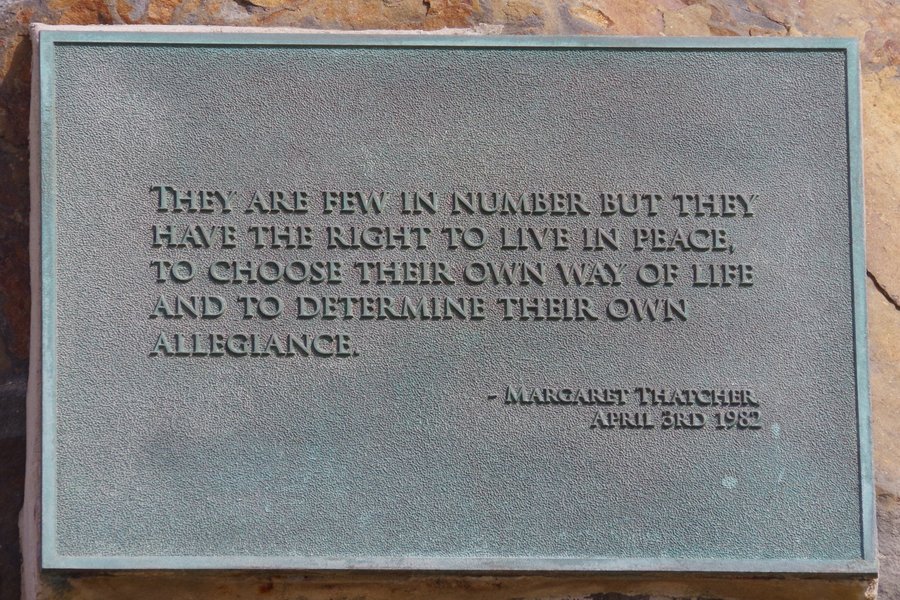 They are few in number but they
have the right to live in peace,
to choose their own way of life
and to determine their own
allegiance.
- Margaret Thatcher
April 3rd 1982